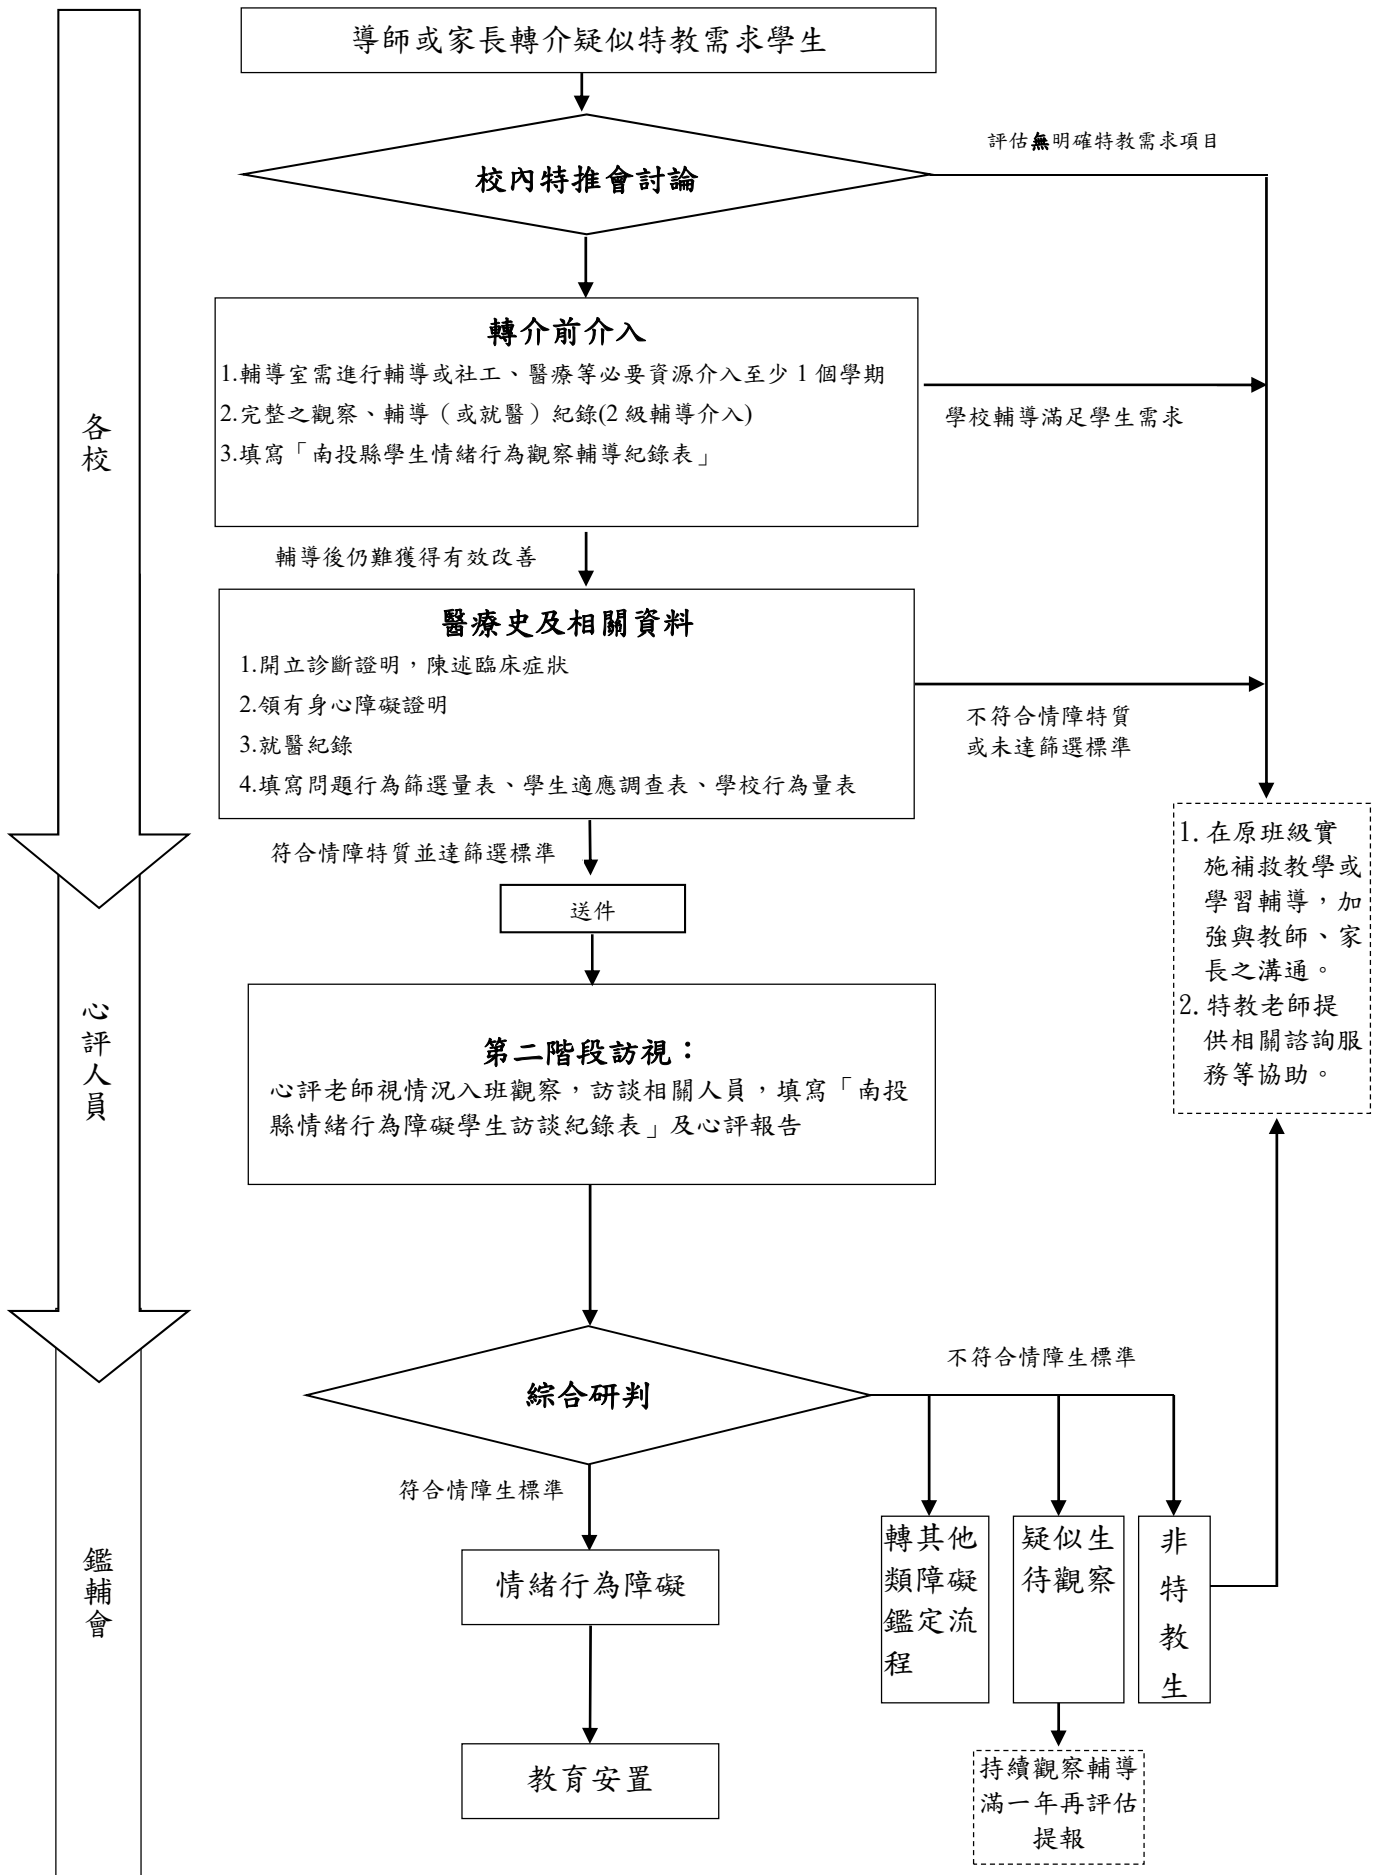 導師或家長轉介疑似特教需求學生
校內特推會討論
評估無明確特教需求項目
轉介前介入
1.輔導室需進行輔導或社工、醫療等必要資源介入至少 1 個學期
2.完整之觀察、輔導（或就醫）紀錄(2 級輔導介入)
3.填寫「南投縣學生情緒行為觀察輔導紀錄表」
學校輔導滿足學生需求
各校
輔導後仍難獲得有效改善
醫療史及相關資料
1.開立診斷證明，陳述臨床症狀
2.領有身心障礙證明
3.就醫紀錄
4.填寫問題行為篩選量表、學生適應調查表、學校行為量表
不符合情障特質
或未達篩選標準
符合情障特質並達篩選標準
送件
1. 在原班級實
施補救教學或
學習輔導，加
強與教師、家
長之溝通。
2. 特教老師提
供相關諮詢服
務等協助。
心評人員
第二階段訪視：
心評老師視情況入班觀察，訪談相關人員，填寫「南投
縣情緒行為障礙學生訪談紀錄表」及心評報告
綜合研判
不符合情障生標準
符合情障生標準
鑑輔會
情緒行為障礙
轉其他
類障礙
鑑定流
程
疑似生
待觀察
非特教生
教育安置
持續觀察輔導
滿一年再評估
提報